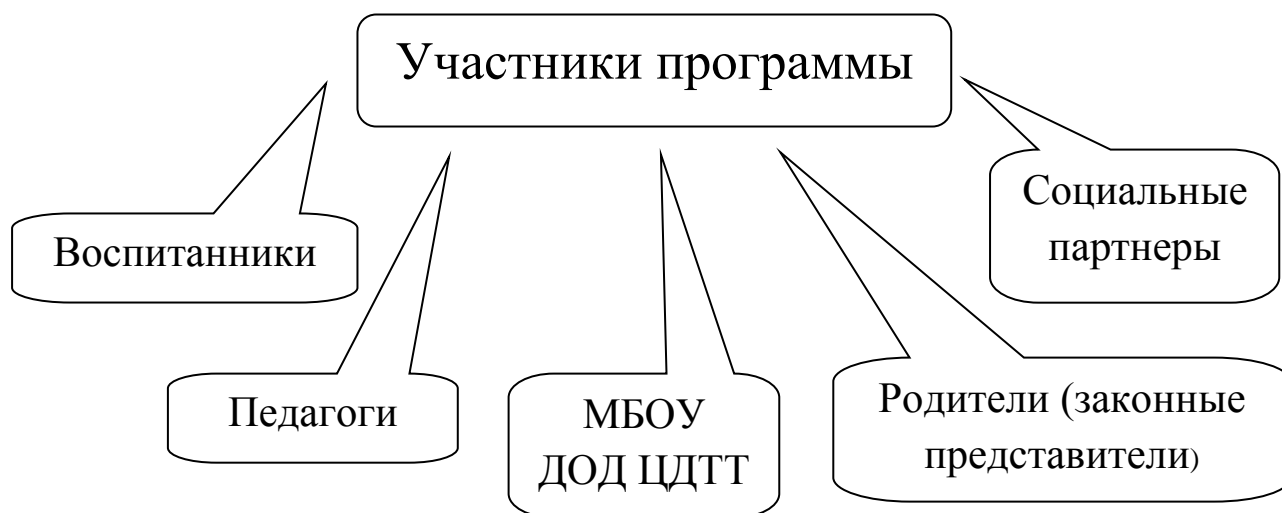 Участники программы
Воспитанники
Социальные
партнеры
Педагоги
МБОУ
ДОД ЦДТТ
Родители (законные
представители)